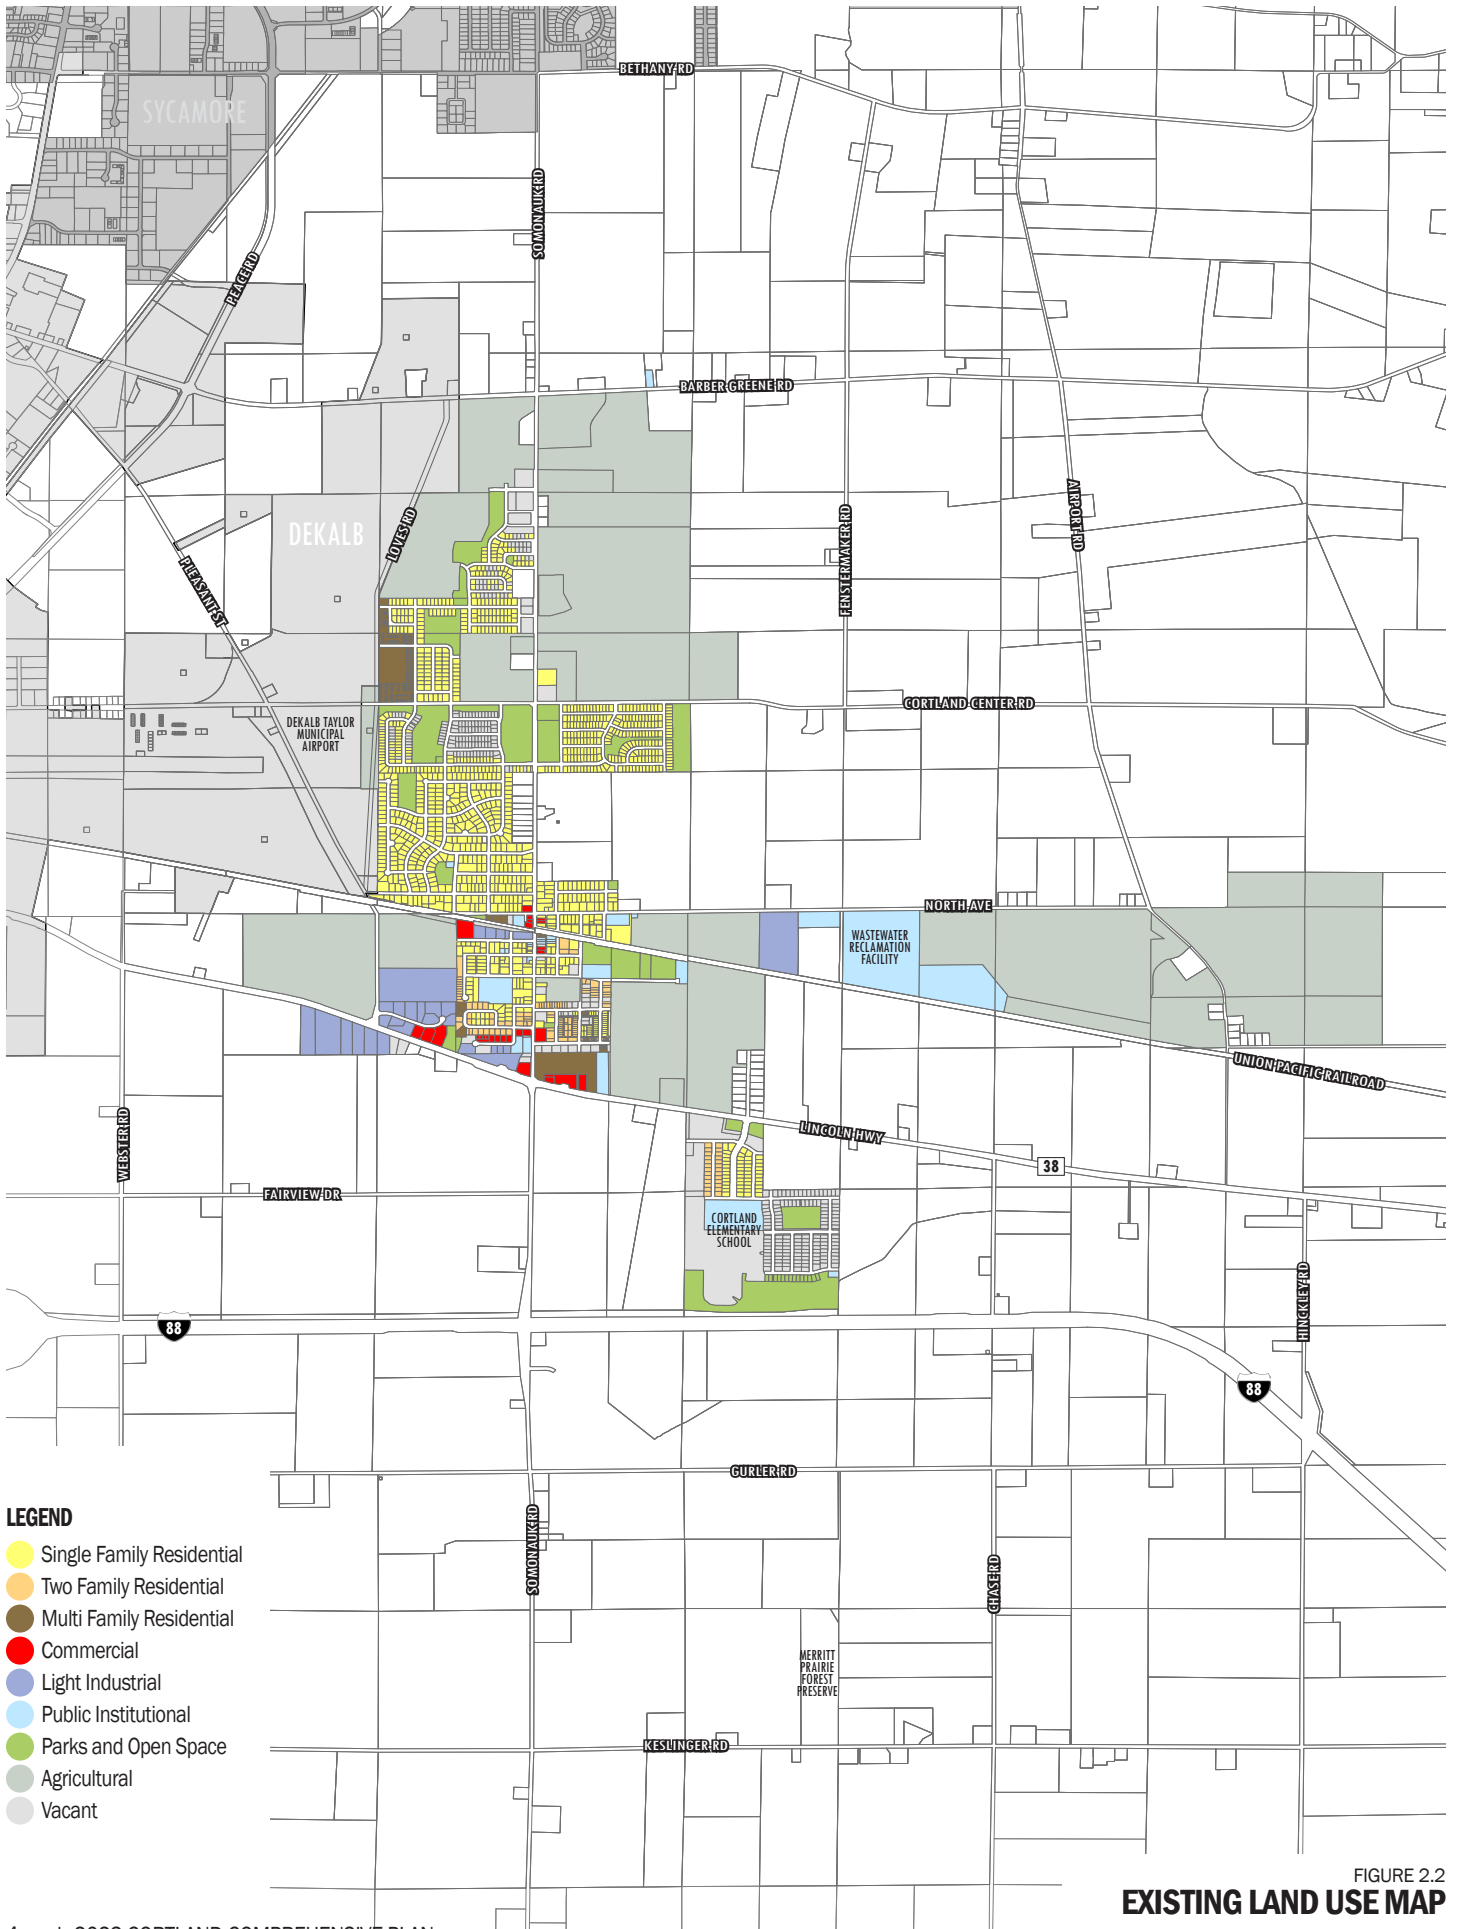 BETHANY RD
SYCAMORE
SOMONAUK RD
PEACE RD
BARBER GREENE RD
AIRPORT RD
LOVES RD
DEKALB
FENSTERMAKER RD
PLEASANT ST
CORTLAND CENTER RD
DEKALB TAYLOR
MUNICIPAL
AIRPORT
NORTH AVE
WASTEWATER
RECLAMATION
FACILITY
UNION PACIFIC RAILROAD
WEBSTER RD
LINCOLN HWY
38
FAIRVIEW DR
CORTLAND
ELEMENTARY
SCHOOL
HINCKLEY RD
88
88
GURLER RD
SOMONAUK RD
CHASE RD
LEGEND
Single Family Residential
Two Family Residential
Multi Family Residential
Commercial
Light Industrial
Public Institutional
Parks and Open Space
Agricultural
Vacant
MERRITT
PRAIRIE
FOREST
PRESERVE
KESLINGER RD
FIGURE 2.2
EXISTING LAND USE MAP